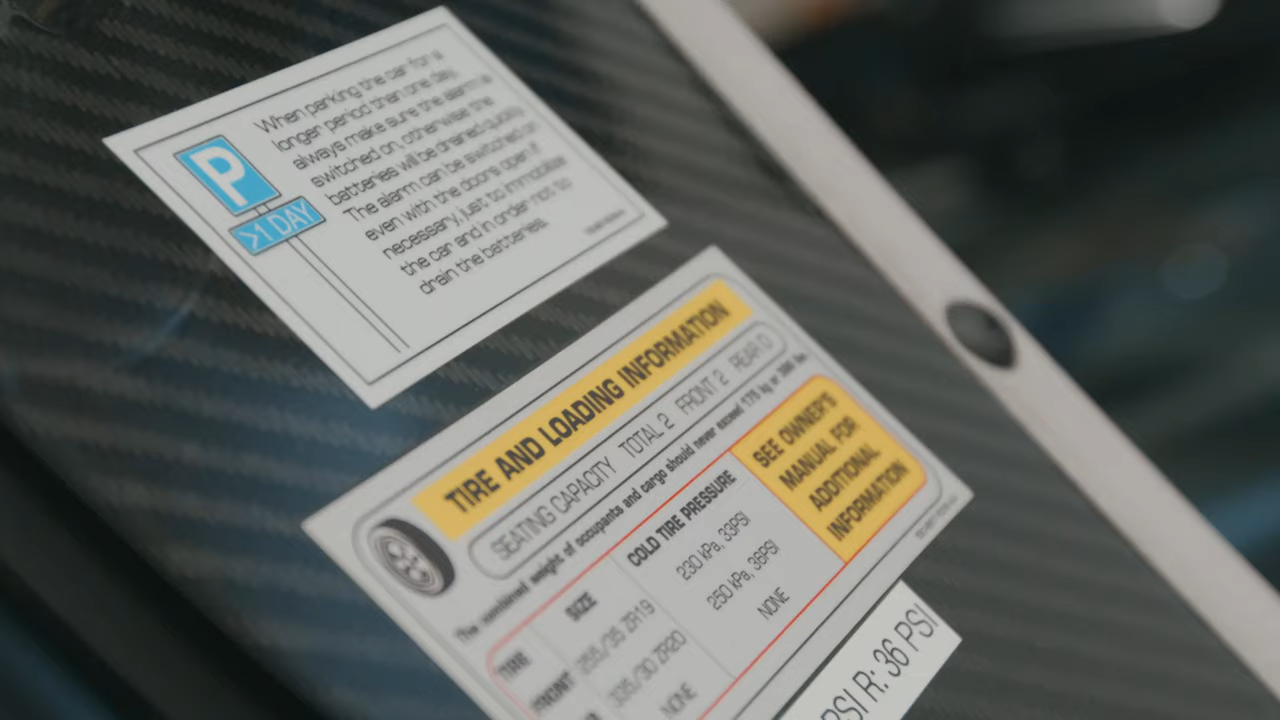 P
>1 DAY
When parking the car for a
longer period than one day,
always make sure the alarm is
switched on, otherwise the
batteries will be drained quickly.
The alarm can be switched on
even with the doors open if
necessary, just to immobilise
the car and in order not to
drain the batteries.
TIRE AND LOADING INFORMATION
SEATING CAPACITY TOTAL 2 FRONT 2 REAR 0
The combined weight of occupants and cargo should never exceed 175 kg or
TIRE SIZE COLD TIRE PRESSURE
FRONT ZR19 230 kPa, 33PSI
ZR20 250 kPa, 36PSI
NONE NONE
SEE OWNER'S
MANUAL FOR
ADDITIONAL
INFORMATION
PSI R: 36 PSI